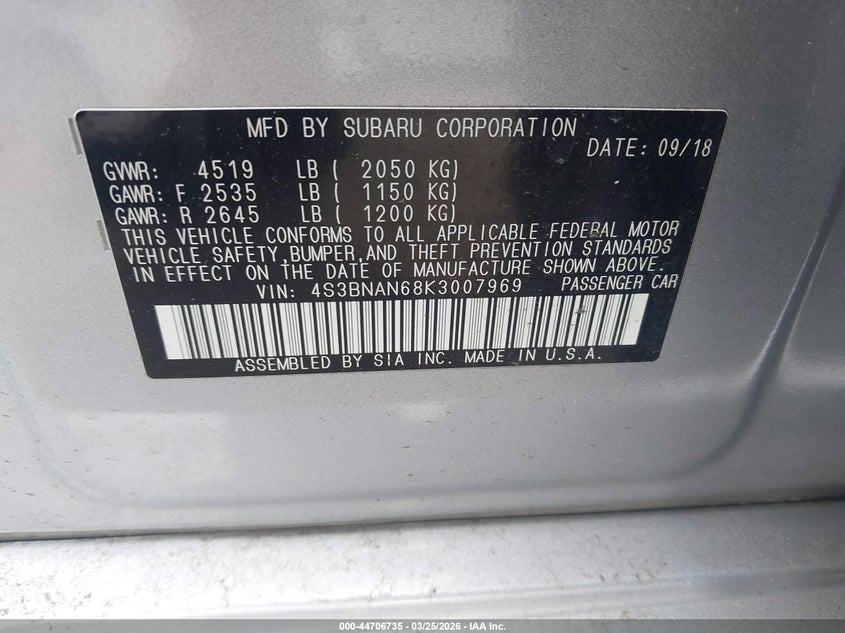 MFD BY SUBARU CORPORATION
DATE: 09/18
GVWR: 4519 LB ( 2050 KG)
GAWR: F 2535 LB ( 1150 KG)
GAWR: R 2645 LB ( 1200 KG)
THIS VEHICLE CONFORMS TO ALL APPLICABLE FEDERAL MOTOR
VEHICLE SAFETY,BUMPER,AND THEFT PREVENTION STANDARDS
IN EFFECT ON THE DATE OF MANUFACTURE SHOWN ABOVE.
VIN: 4S3BNAN68K3007969 PASSENGER CAR
ASSEMBLED BY SIA INC. MADE IN U.S.A.
000-44706735 - 03/25/2026 - IAA Inc.